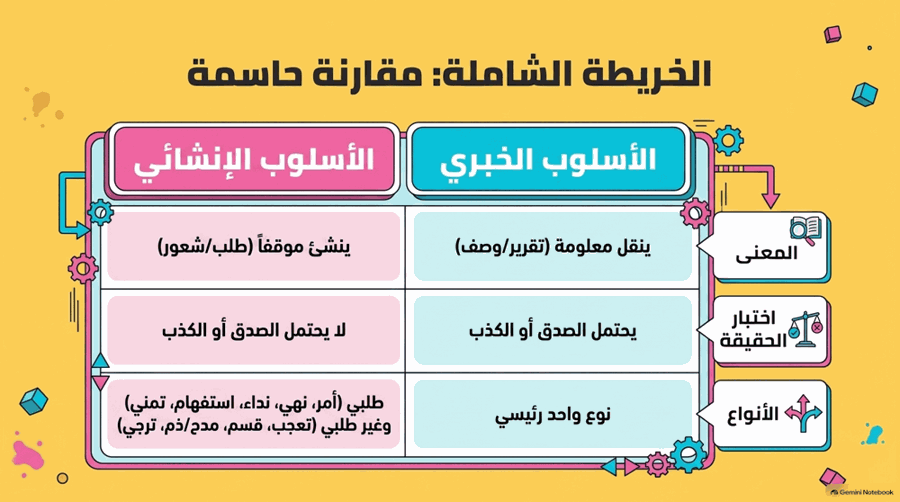 الخريطة الشاملة: مقارنة حاسمة
الأسلوب الخبري
الأسلوب الإنشائي
المعنى
ينقل معلومة (تقرير/وصف)
ينشئ موقفاً (طلب/شعور)
اختبار
الحقيقة
يحتمل الصدق أو الكذب
لا يحتمل الصدق أو الكذب
الأنواع
نوع واحد رئيسي
طلبي (أمر، نهي، نداء، استفهام، تمني)
وغير طلبي (تعجب، قسم، مدح/ذم، ترجي)
Gemini Notebook